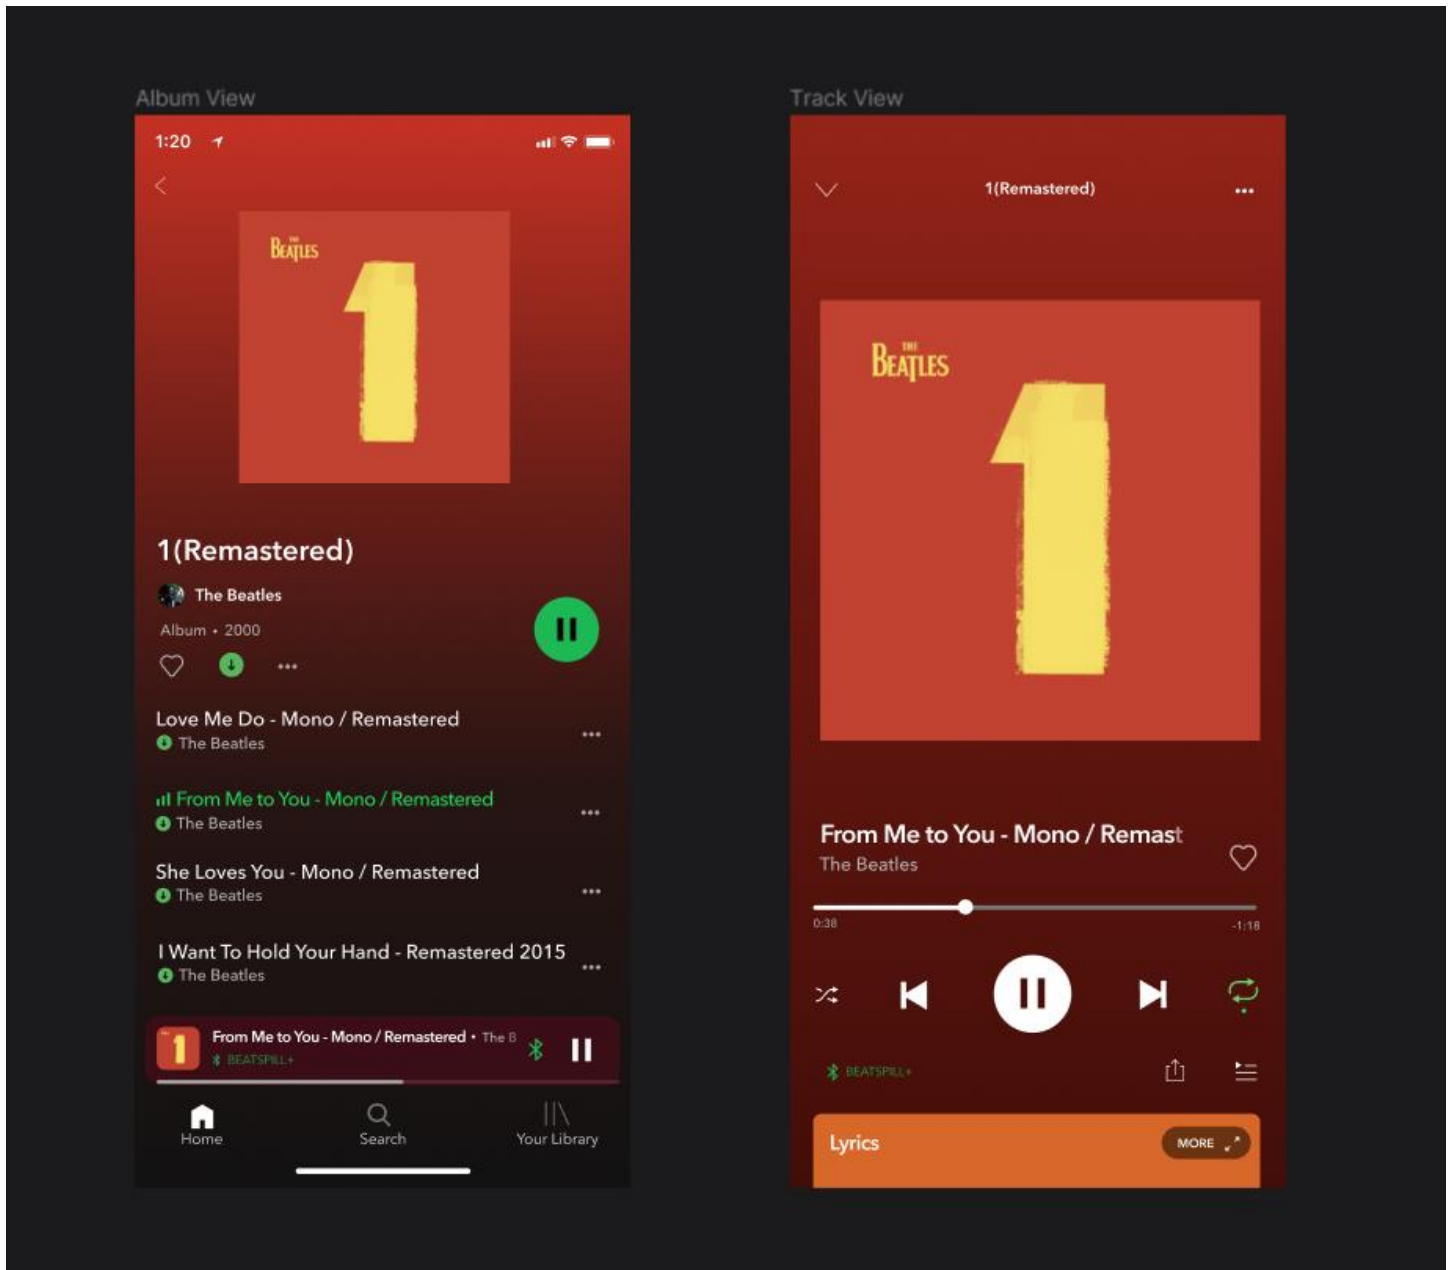 Album View
1:20
THE
BEATLES
1
1(Remastered)
The Beatles
Album • 2000
Love Me Do - Mono / Remastered
The Beatles
From Me to You - Mono / Remastered
The Beatles
She Loves You - Mono / Remastered
The Beatles
I Want To Hold Your Hand - Remastered 2015
The Beatles
1
From Me to You - Mono / Remastered • The B
BEATSPILL+
Home
Search
Your Library
Track View
1(Remastered)
THE
BEATLES
1
From Me to You - Mono / Remast
The Beatles
0:38
-1:18
BEATSPILL+
Lyrics
MORE